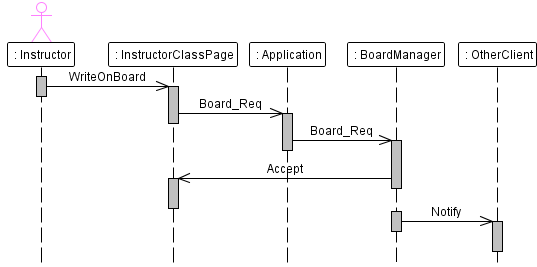 : Instructor
: InstructorClassPage
: Application
: BoardManager
: OtherClient
WriteOnBoard
Board_Req
Board_Req
Accept
Notify